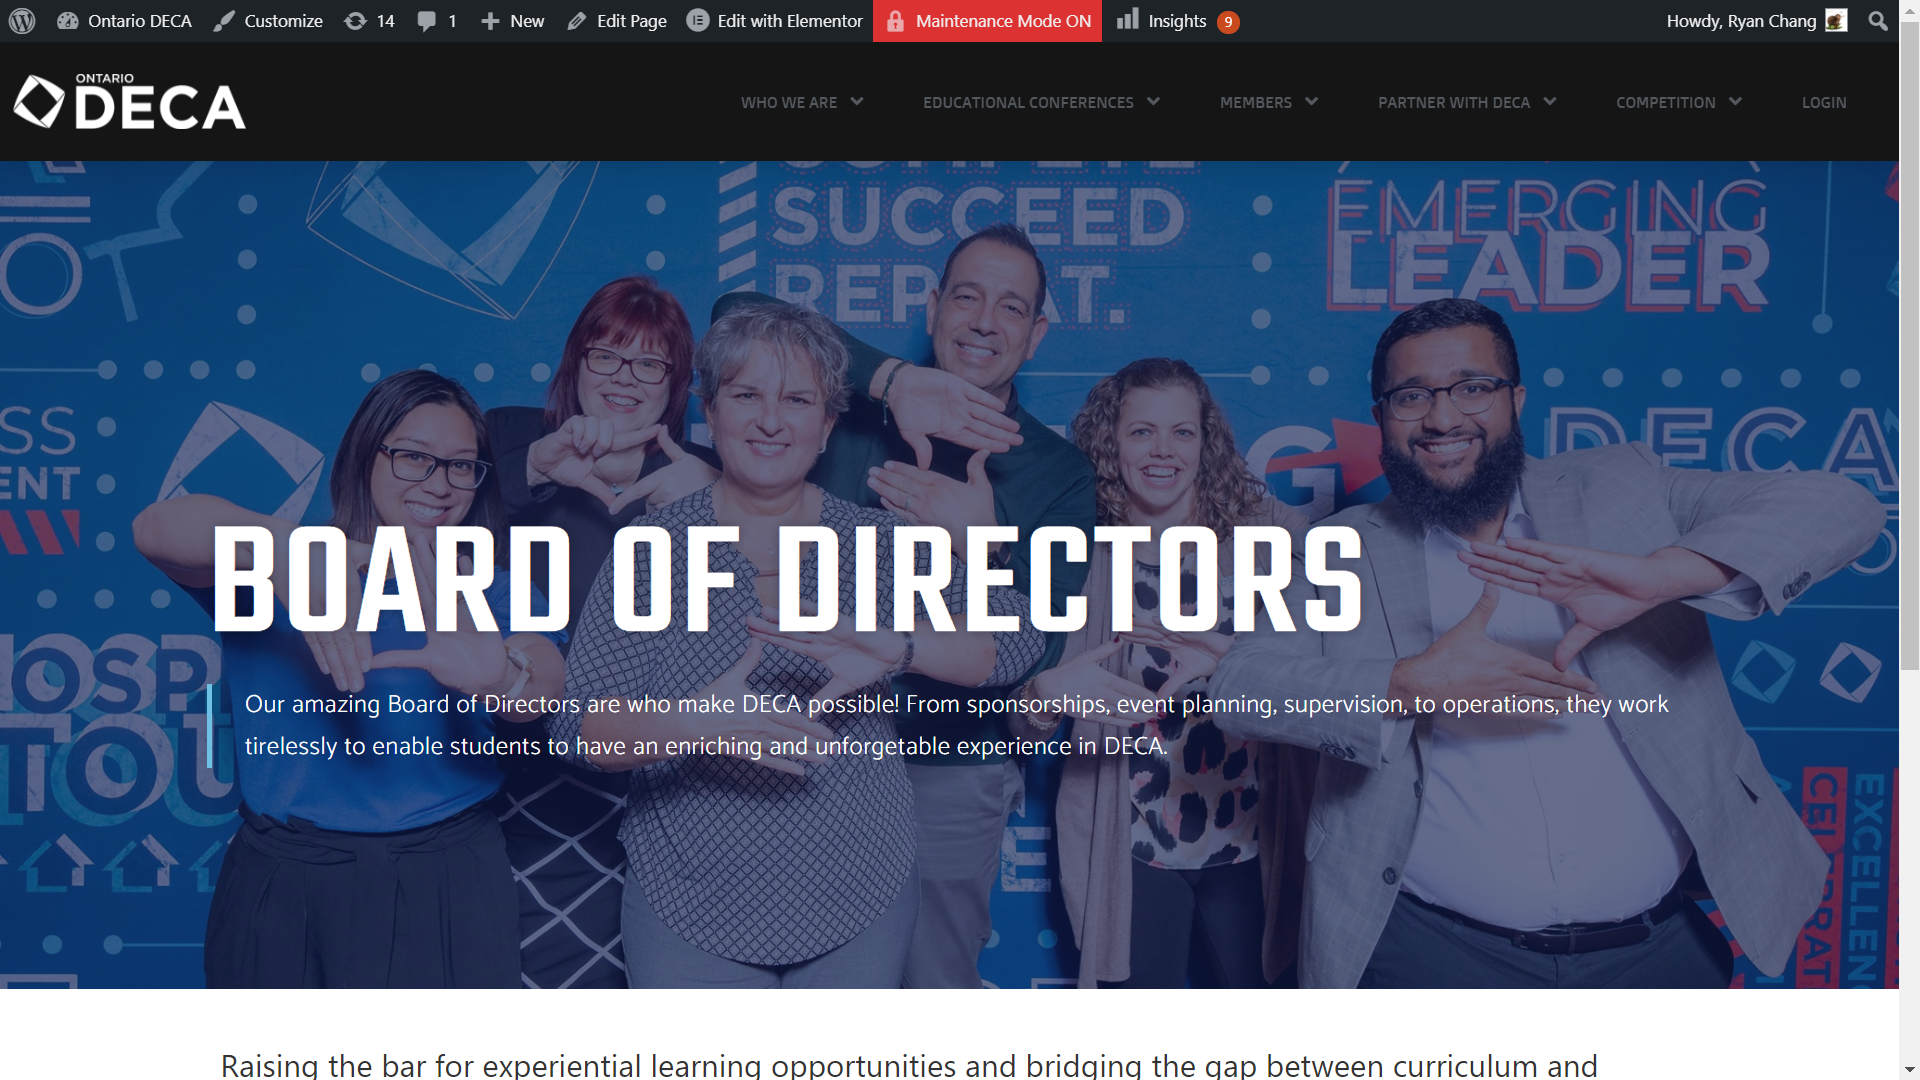 Ontario DECA
Customize
14
1
New
Edit Page
Edit with Elementor
Maintenance Mode ON
Insights
9
Howdy, Ryan Chang
ONTARIO
DECA
WHO WE ARE
EDUCATIONAL CONFERENCES
MEMBERS
PARTNER WITH DECA
COMPETITION
LOGIN
SUCCEED
REPEAT.
EMERGING
LEADER
DECA
BOARD OF DIRECTORS
Our amazing Board of Directors are who make DECA possible! From sponsorships, event planning, supervision, to operations, they work
tirelessly to enable students to have an enriching and unforgetable experience in DECA.
Raising the bar for experiential learning opportunities and bridging the gap between curriculum and